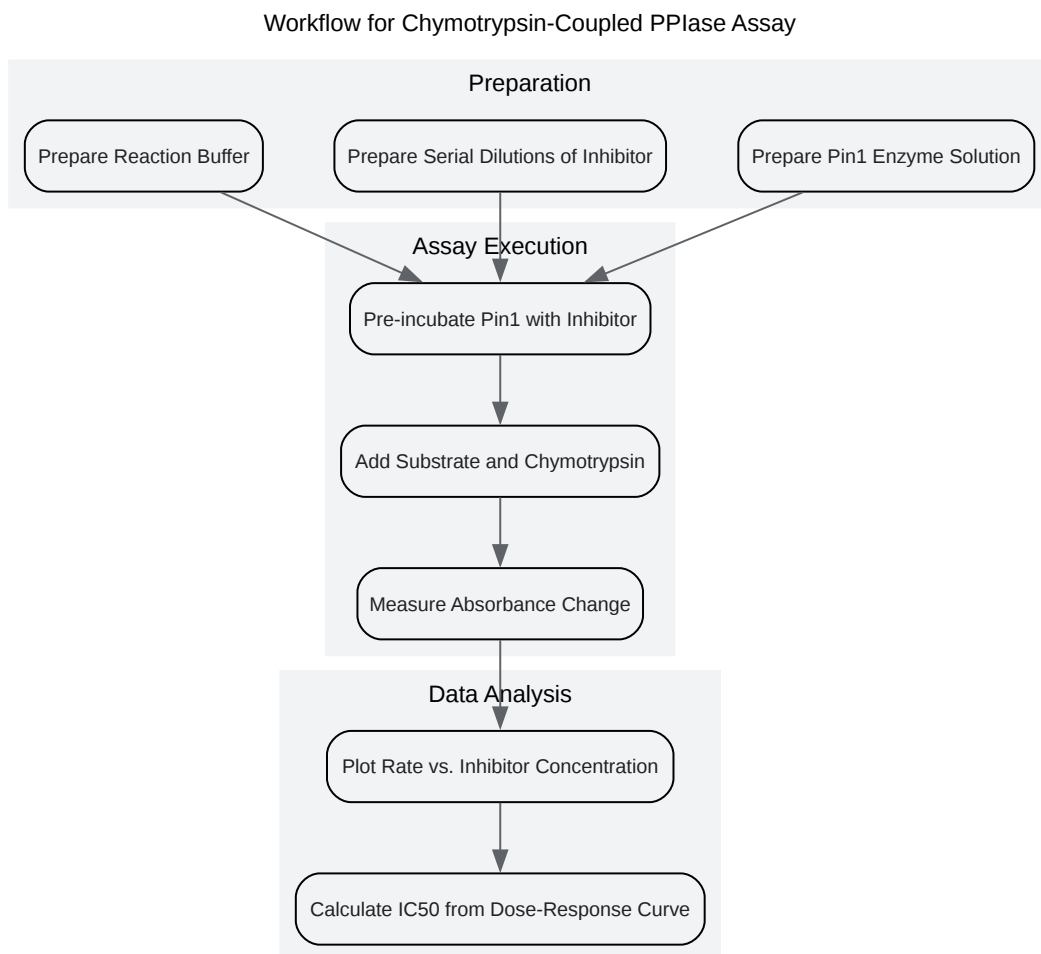 Workflow for Chymotrypsin-Coupled PPIase Assay
Preparation
Prepare Reaction Buffer
Prepare Serial Dilutions of Inhibitor
Prepare Pin1 Enzyme Solution
Assay Execution
Pre-incubate Pin1 with Inhibitor
Add Substrate and Chymotrypsin
Measure Absorbance Change
Data Analysis
Plot Rate vs. Inhibitor Concentration
Calculate IC50 from Dose-Response Curve